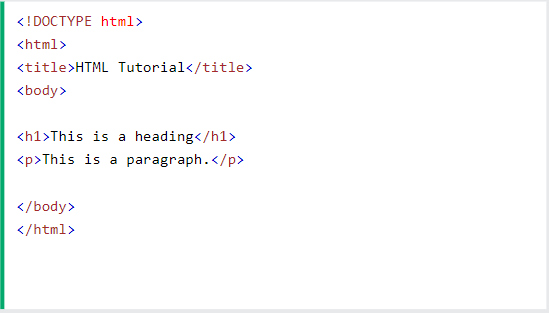 <!DOCTYPE html>
<html>
<title>HTML Tutorial</title>
<body>
<h1>This is a heading</h1>
<p>This is a paragraph.</p>
</body>
</html>